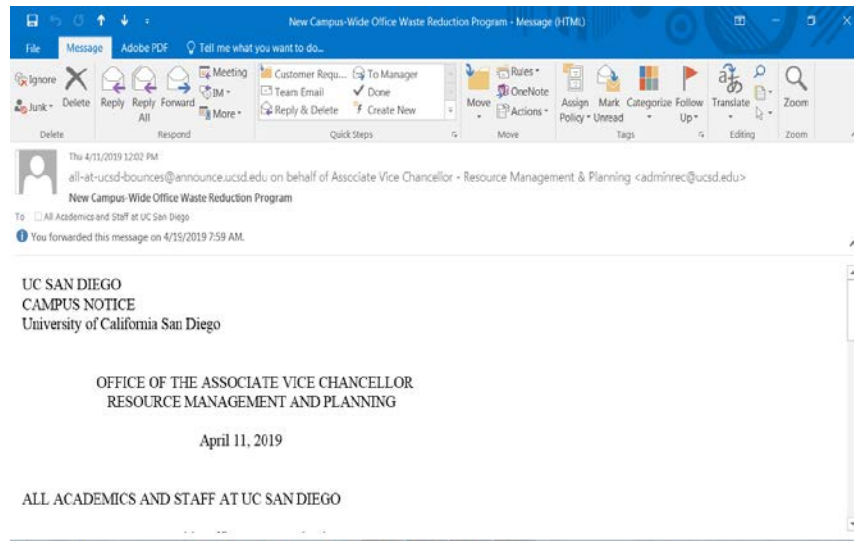 New Campus-Wide Office Waste Reduction Program - Message (HTML)
File Message Adobe PDF Tell me what you want to do...
Ignore
Junk
Delete
Reply
Reply All
Forward
Meeting
IM
More
Customer Requ...
Team Email
Reply & Delete
To Manager
Done
Create New
Move
Rules
OneNote
Actions
Assign Policy
Mark Unread
Categorize
Follow Up
Translate
Zoom
Delete Respond Quick Steps Move Tags Editing Zoom
Thu 4/11/2019 12:02 PM
all-at-ucsd-bounces@announce.ucsd.edu on behalf of Associate Vice Chancellor - Resource Management & Planning <adminrec@ucsd.edu>
New Campus-Wide Office Waste Reduction Program
To All Academics and Staff at UC San Diego
You forwarded this message on 4/19/2019 7:59 AM.
UC SAN DIEGO
CAMPUS NOTICE
University of California San Diego
OFFICE OF THE ASSOCIATE VICE CHANCELLOR
RESOURCE MANAGEMENT AND PLANNING
April 11, 2019
ALL ACADEMICS AND STAFF AT UC SAN DIEGO